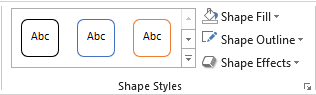 Abc Abc Abc
Shape Fill
Shape Outline
Shape Effects
Shape Styles